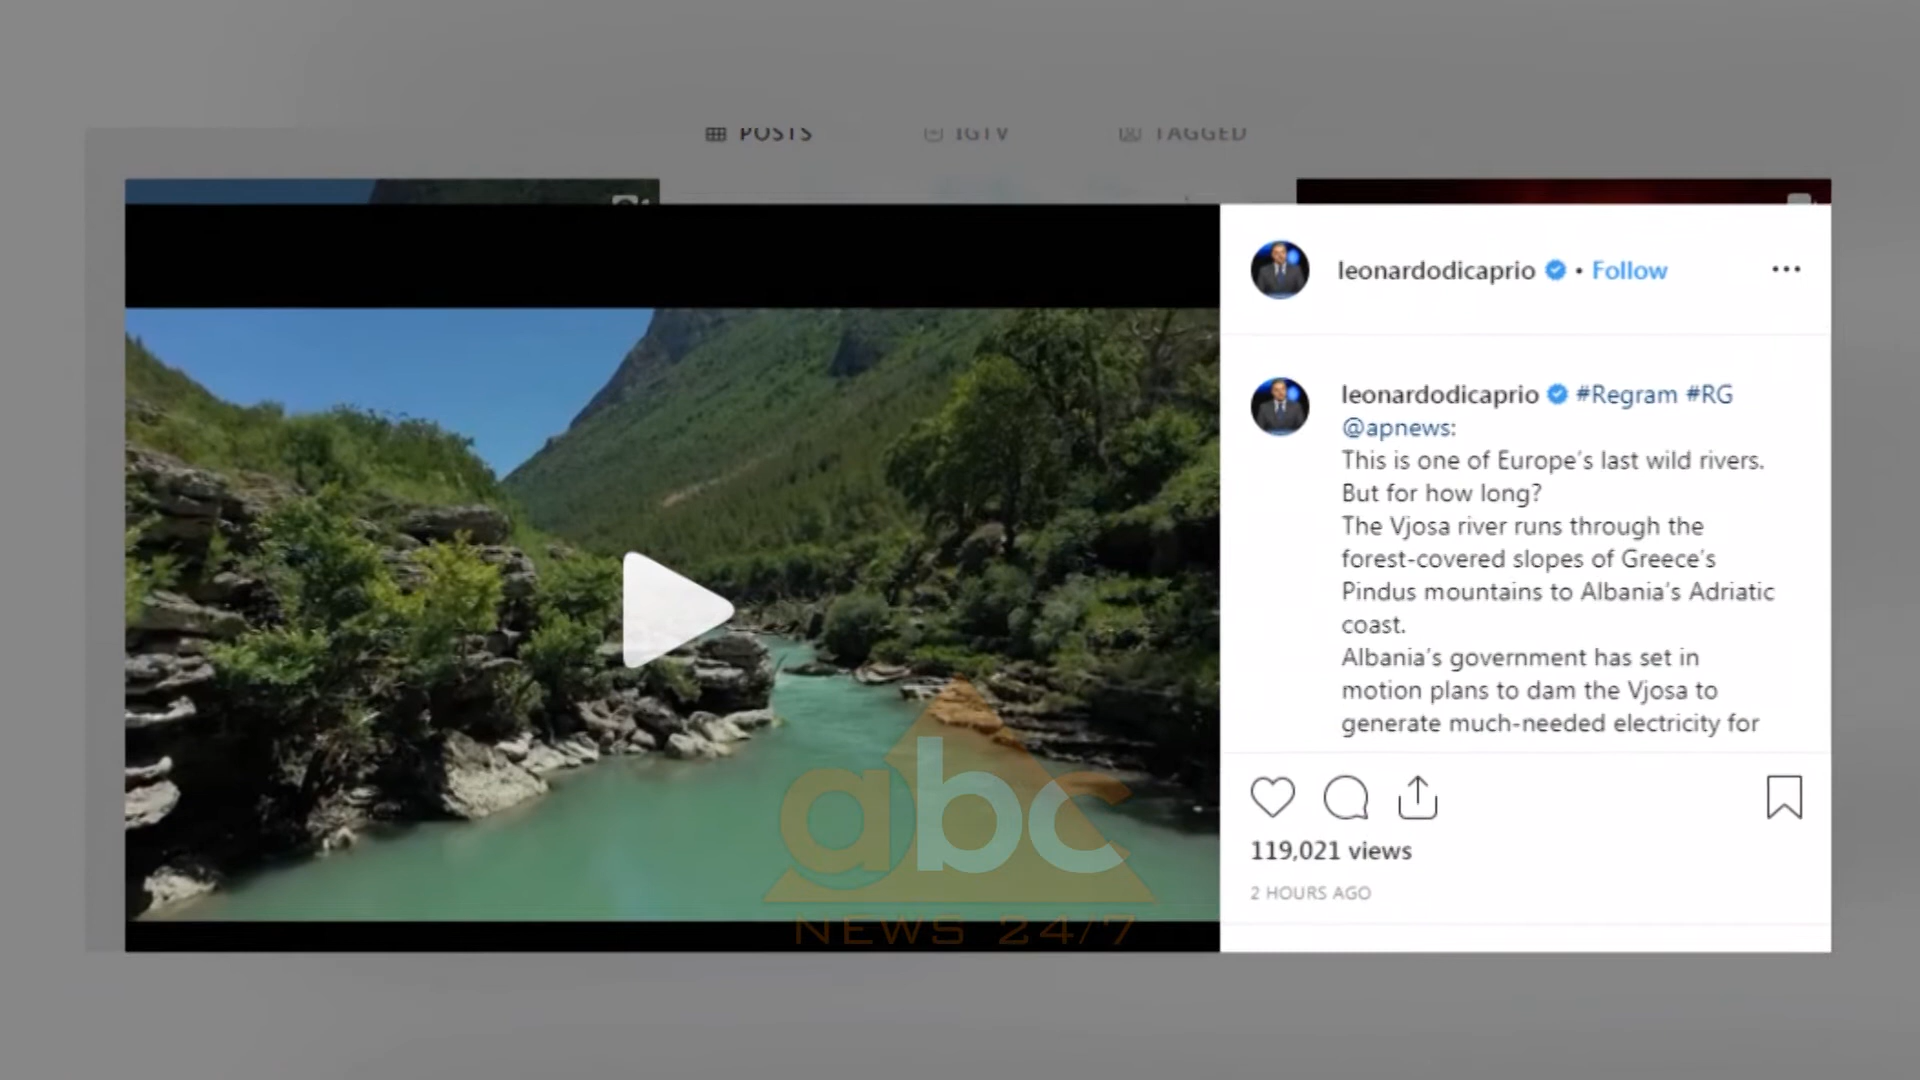 POSTS IGTV TAGGED
leonardodicaprio • Follow
leonardodicaprio #Regram #RG
@apnews:
This is one of Europe's last wild rivers.
But for how long?
The Vjosa river runs through the
forest-covered slopes of Greece's
Pindus mountains to Albania's Adriatic
coast.
Albania's government has set in
motion plans to dam the Vjosa to
generate much-needed electricity for
119,021 views
2 HOURS AGO
abc
NEWS 24/7